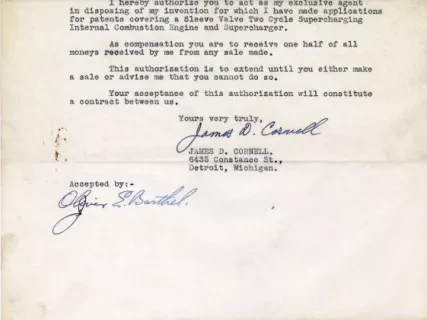 I hereby authorize you to act as my exclusive agent
in disposing of my invention for which I have made applications
for patents covering a Sleeve Valve Two Cycle Supercharging
Internal Combustion Engine and Supercharger.
As compensation you are to receive one half of all
moneys received by me from any sale made.
This authorization is to extend until you either make
a sale or advise me that you cannot do so.
Your acceptance of this authorization will constitute
a contract between us.
Yours very truly,
James D. Cornell
JAMES D. CORNELL.
6435 Constance St.,
Detroit, Michigan.
Accepted by:-
Oliver E. Barthel.